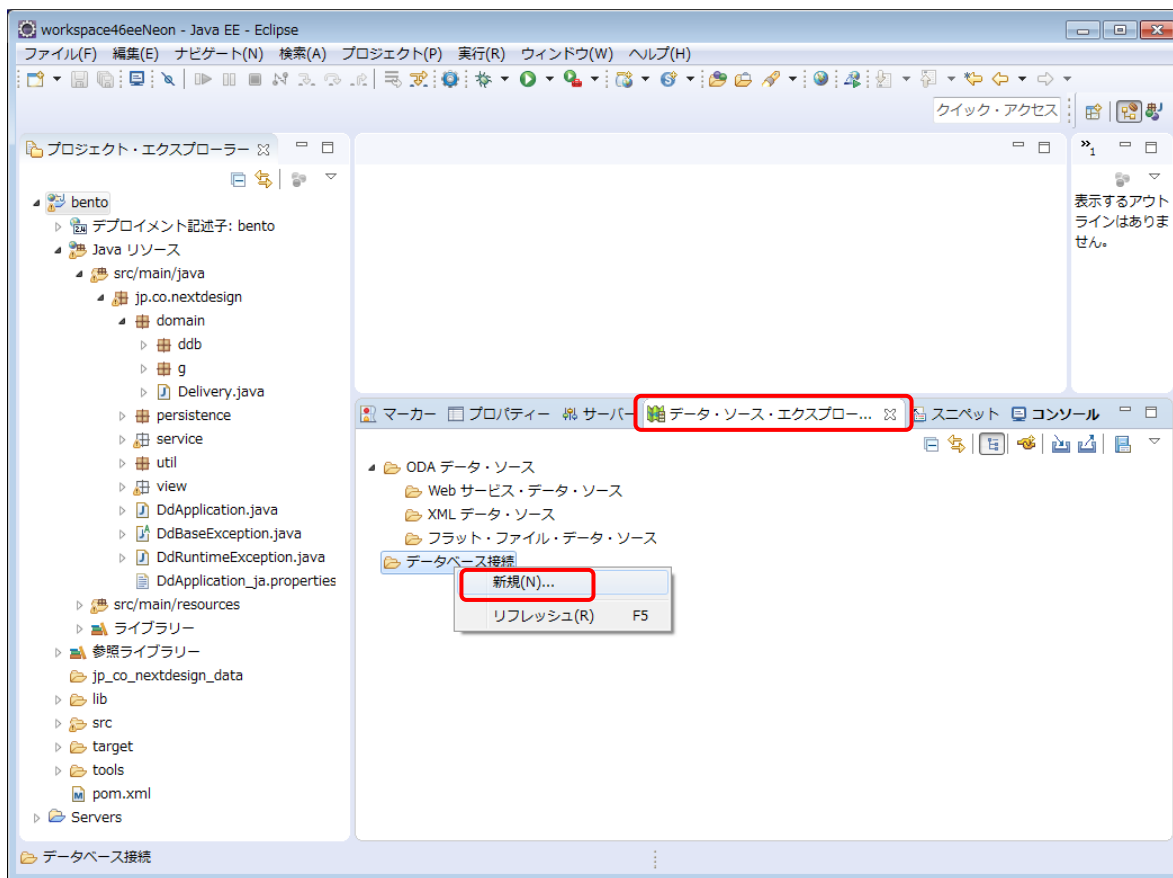 workspace46eeNeon - Java EE - Eclipse
ファイル(F) 編集(E) ナビゲート(N) 検索(A) プロジェクト(P) 実行(R) ウィンドウ(W) ヘルプ(H)
クイック・アクセス
プロジェクト・エクスプローラー
bento
デプロイメント記述子: bento
Java リソース
src/main/java
jp.co.nextdesign
domain
ddb
g
Delivery.java
persistence
service
util
view
DdApplication.java
DdBaseException.java
DdRuntimeException.java
DdApplication_ja.properties
src/main/resources
ライブラリー
参照ライブラリー
jp_co_nextdesign_data
lib
src
target
tools
pom.xml
Servers
»1
表示するアウト
ラインはありま
せん。
マーカー プロパティー サーバー データ・ソース・エクスプロー... スニペット コンソール
ODA データ・ソース
Web サービス・データ・ソース
XML データ・ソース
フラット・ファイル・データ・ソース
データベース接続
新規(N)...
リフレッシュ(R) F5
データベース接続